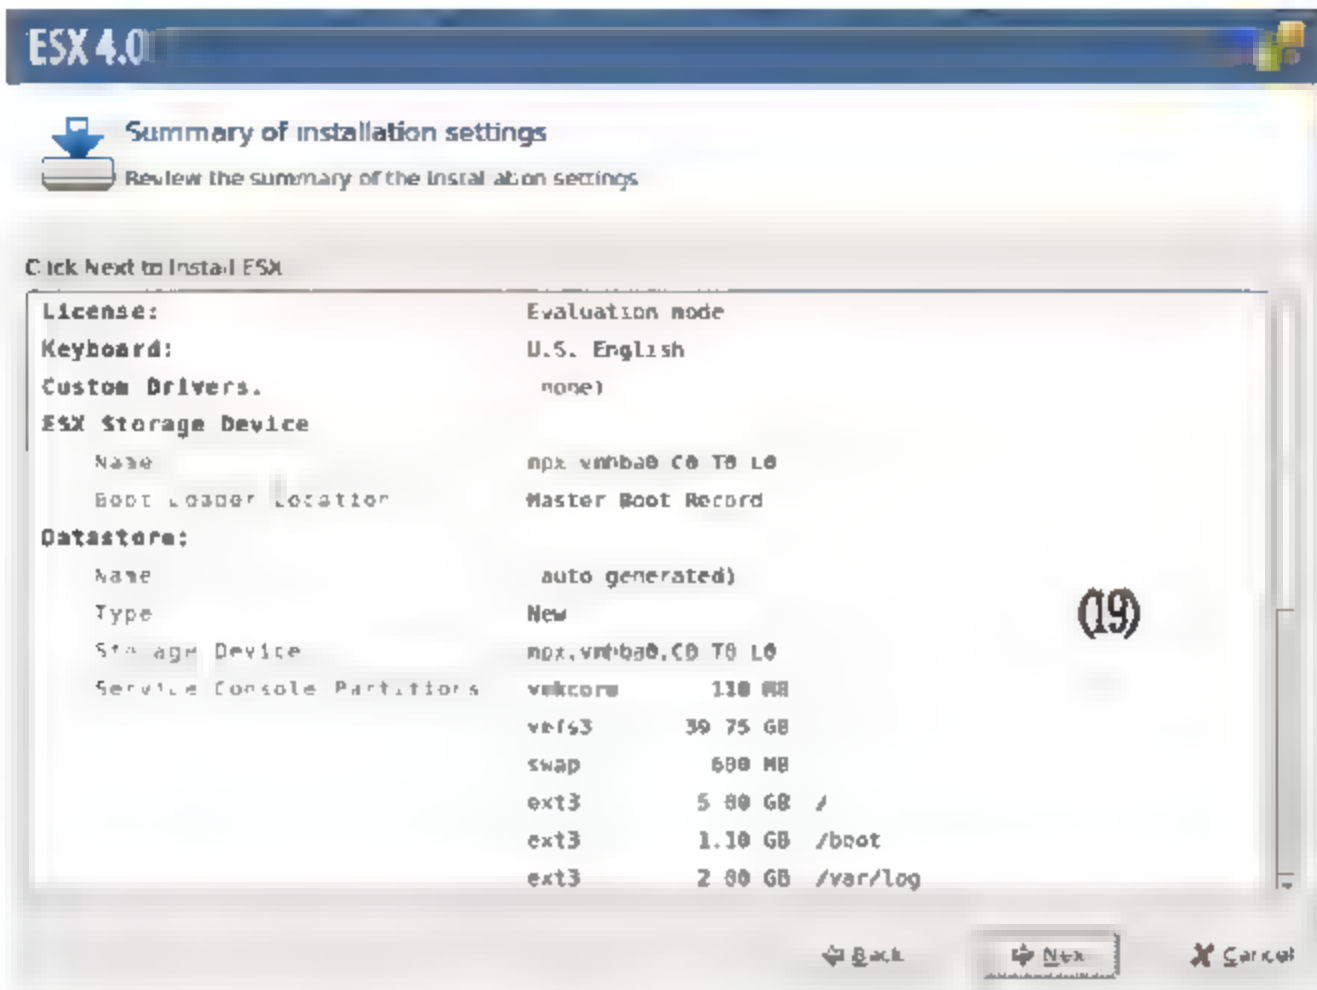 ESX 4.0
Summary of installation settings
Review the summary of the installation settings
Click Next to install ESX
License: Evaluation mode
Keyboard: U.S. English
Custom Drivers. none)
ESX Storage Device
Name mpx vmhba0 C0 T0 L0
Boot Loader Location Master Boot Record
Datastore:
Name auto generated)
Type New
(19)
Storage Device mpx.vmhba0.C0 T0 L0
Service Console Partitions vmkcore 110 MB
vmfs3 39 75 GB
swap 600 MB
ext3 5 00 GB /
ext3 1.10 GB /boot
ext3 2 00 GB /var/log
Back Next Cancel